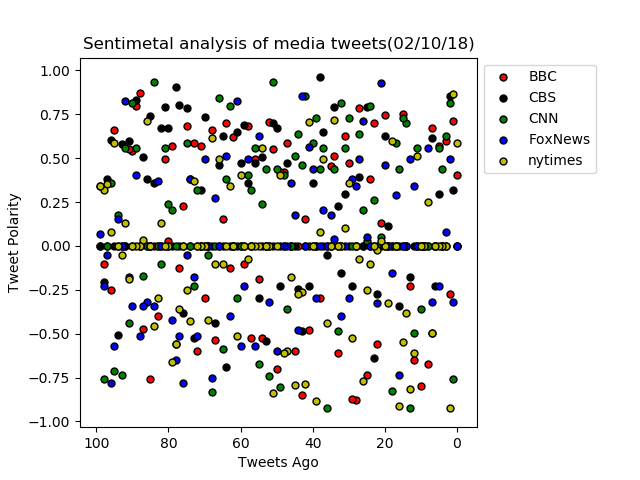 Sentimetal analysis of media tweets(02/10/18)
BBC
CBS
CNN
FoxNews
nytimes
1.00
0.75
0.50
0.25
0.00
−0.25
−0.50
−0.75
−1.00
Tweet Polarity
100 80 60 40 20 0
Tweets Ago